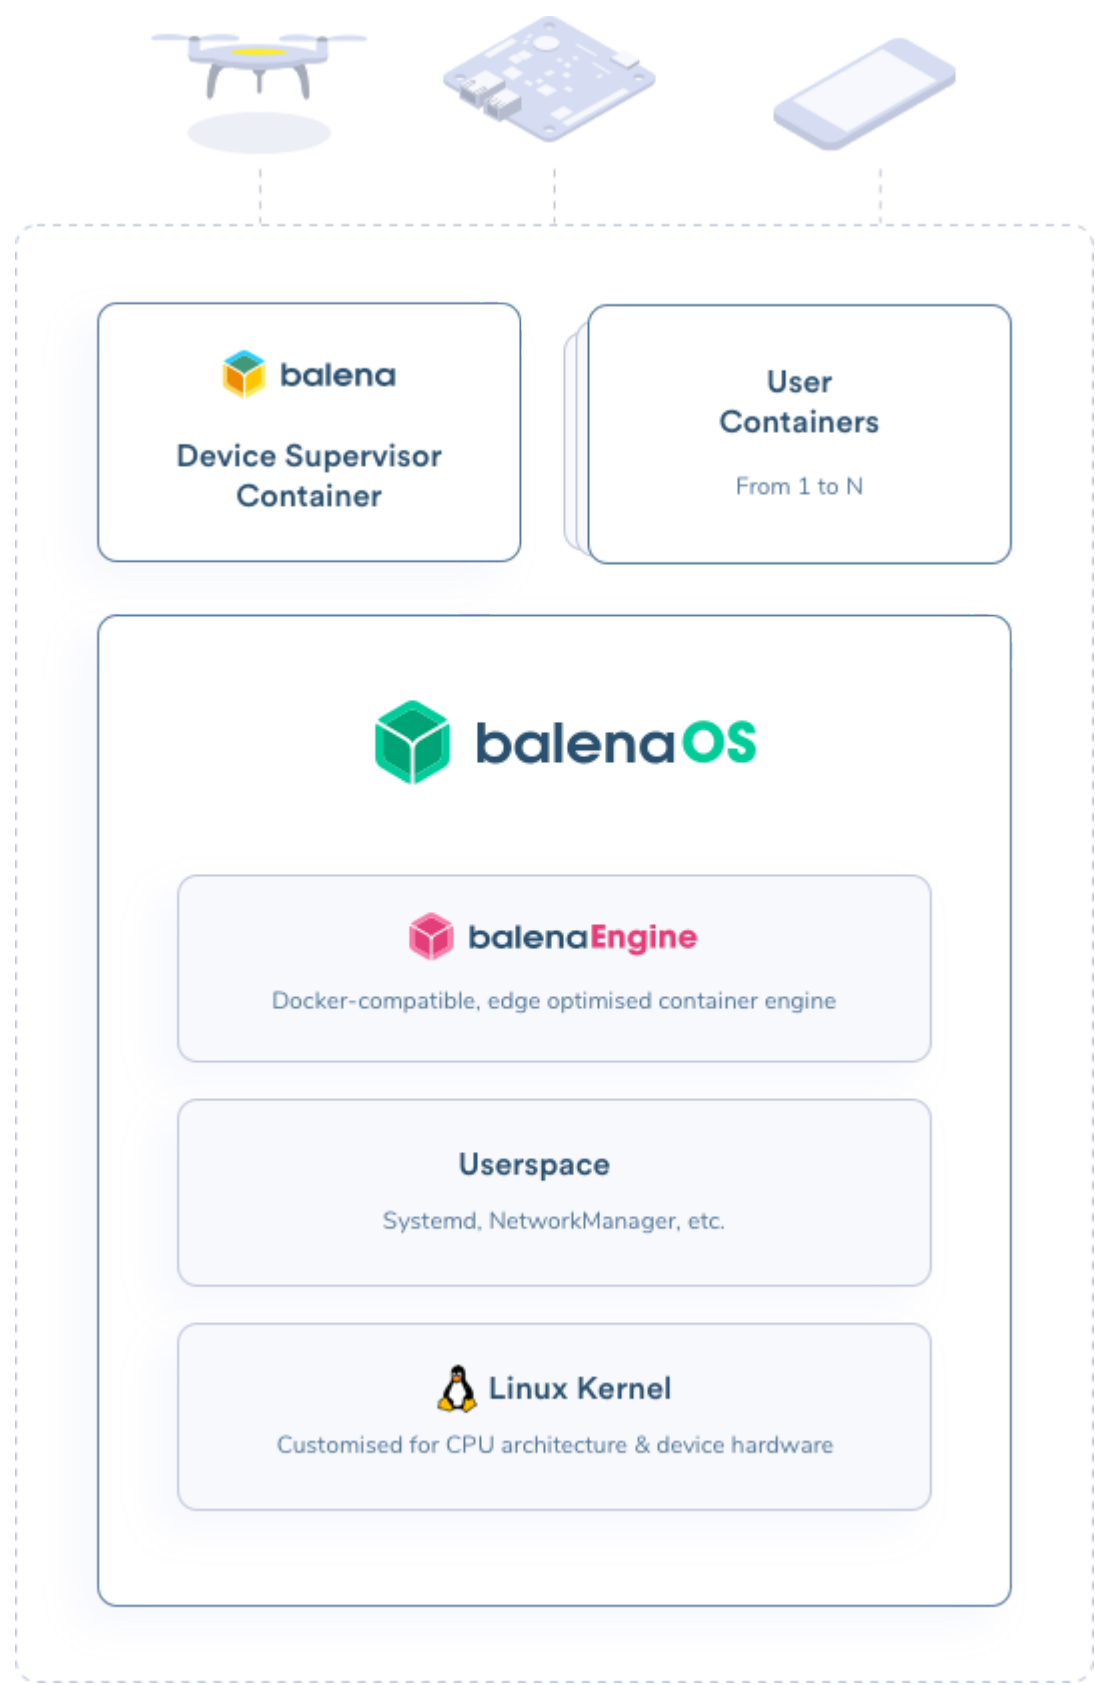 balena
Device Supervisor
Container
User
Containers
From 1 to N
balenaOS
balenaEngine
Docker-compatible, edge optimised container engine
Userspace
Systemd, NetworkManager, etc.
Linux Kernel
Customised for CPU architecture & device hardware